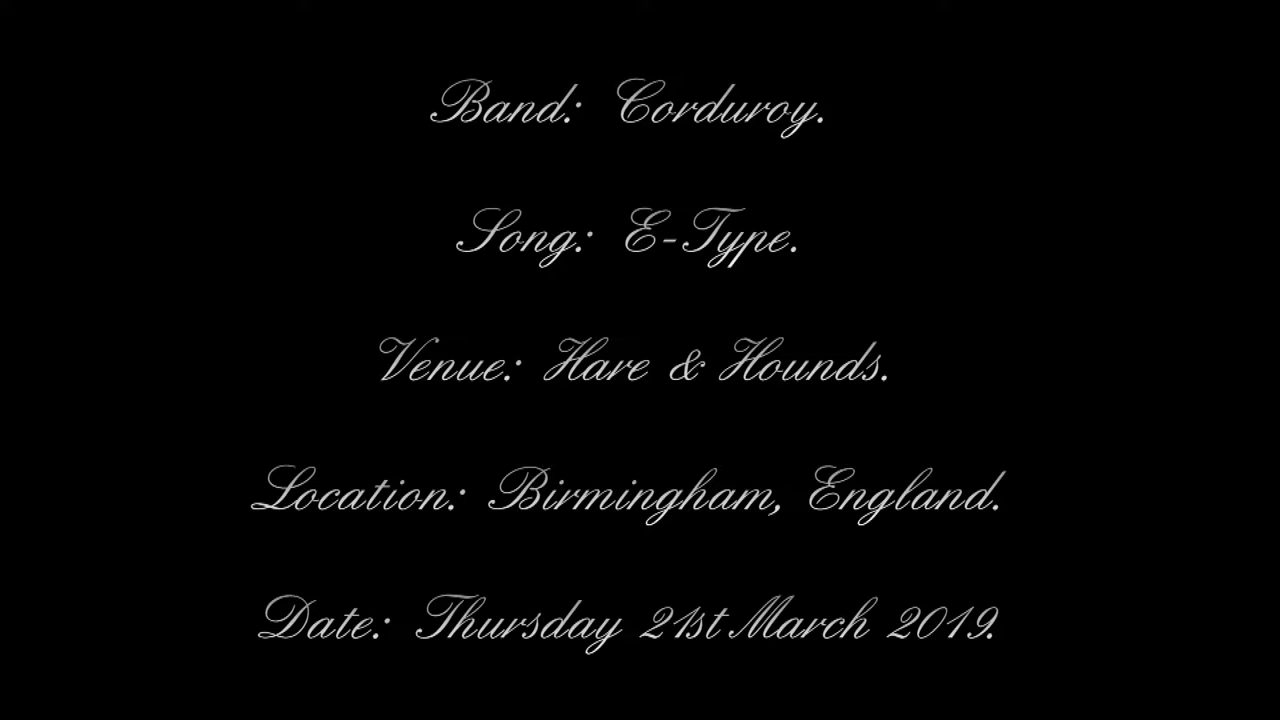 Band: Corduroy.
Song: E-Type.
Venue: Hare & Hounds.
Location: Birmingham, England.
Date: Thursday 21st March 2019.